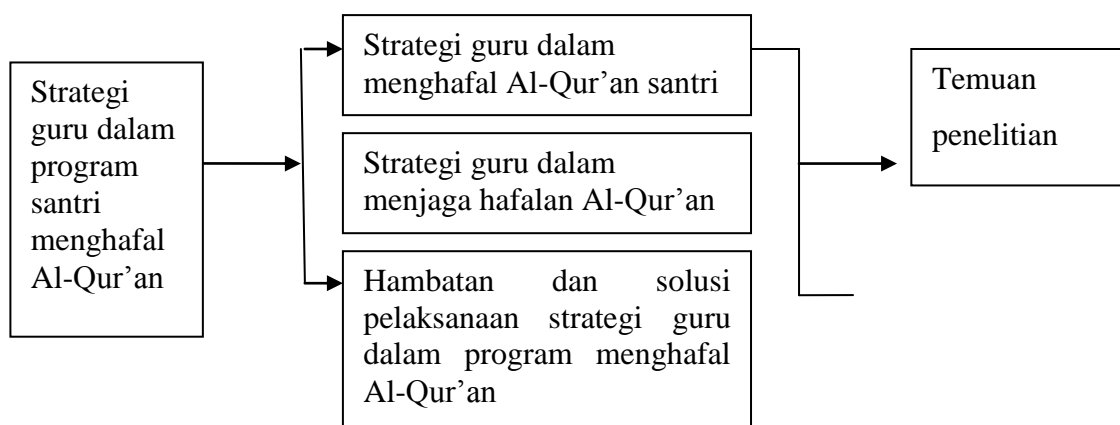 Strategi
guru dalam
program
santri
menghafal
Al-Qur’an
Strategi guru dalam
menghafal Al-Qur’an santri
Strategi guru dalam
menjaga hafalan Al-Qur’an
Hambatan dan solusi
pelaksanaan strategi guru
dalam program menghafal
Al-Qur’an
Temuan
penelitian